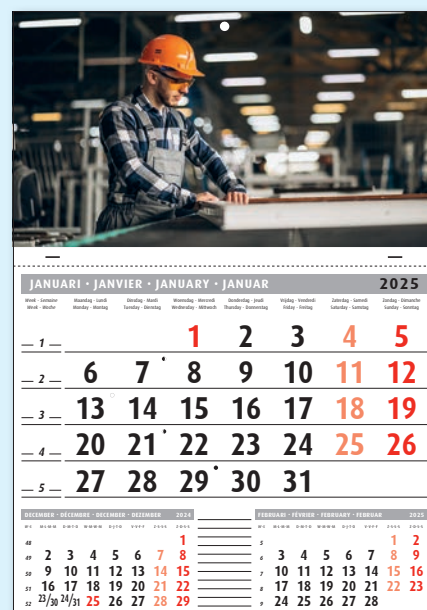 JANUARI · JANVIER · JANUARY · JANUAR 2025
Week - Semaine Maandag - Lundi Dinsdag - Mardi Woensdag - Mercredi Donderdag - Jeudi Vrijdag - Vendredi Zaterdag - Samedi Zondag - Dimanche
Week - Woche Monday - Montag Tuesday - Dienstag Wednesday - Mittwoch Thursday - Donnerstag Friday - Freitag Saturday - Samstag Sunday - Sonntag
1 1 2 3 4 5
2 6 7 8 9 10 11 12
3 13 14 15 16 17 18 19
4 20 21 22 23 24 25 26
5 27 28 29 30 31
DECEMBER · DÉCEMBRE · DECEMBER · DEZEMBER 2024
48 1
49 2 3 4 5 6 7 8
50 9 10 11 12 13 14 15
51 16 17 18 19 20 21 22
52 23/30 24/31 25 26 27 28 29
FEBRUARI · FÉVRIER · FEBRUARY · FEBRUAR 2025
5 1 2
6 3 4 5 6 7 8 9
7 10 11 12 13 14 15 16
8 17 18 19 20 21 22 23
9 24 25 26 27 28